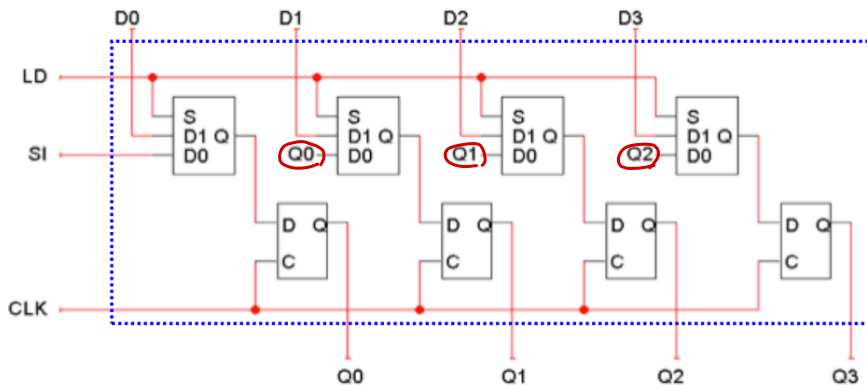 D0 D1 D2 D3
LD
S S S S
D1 Q D1 Q D1 Q D1 Q
SI D0 Q0 D0 Q1 D0 Q2 D0
D Q D Q D Q D Q
C C C C
CLK
Q0 Q1 Q2 Q3